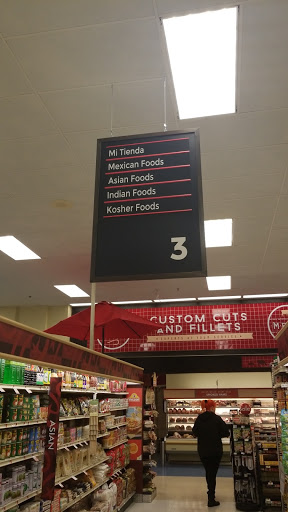 Mi Tienda
Mexican Foods
Asian Foods
Indian Foods
Kosher Foods
3
CUSTOM CUTS
AND FILLETS
ASIAN